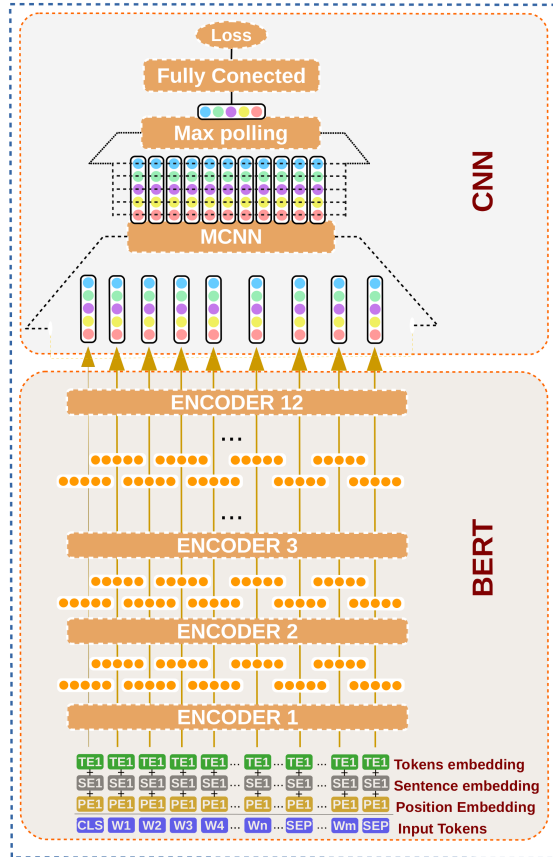 Loss
Fully Conected
Max polling
MCNN
CNN
ENCODER 12
...
...
ENCODER 3
BERT
ENCODER 2
ENCODER 1
TE1 TE1 TE1 TE1 TE1 ... TE1 ... TE1 ... TE1 TE1 Tokens embedding
+ + + + + + + + +
SE1 SE1 SE1 SE1 SE1 ... SE1 ... SE1 ... SE1 SE1 Sentence embedding
+ + + + + + + + +
PE1 PE1 PE1 PE1 PE1 ... PE1 ... PE1 ... PE1 PE1 Position Embedding
CLS W1 W2 W3 W4 ... Wn ... SEP ... Wm SEP Input Tokens